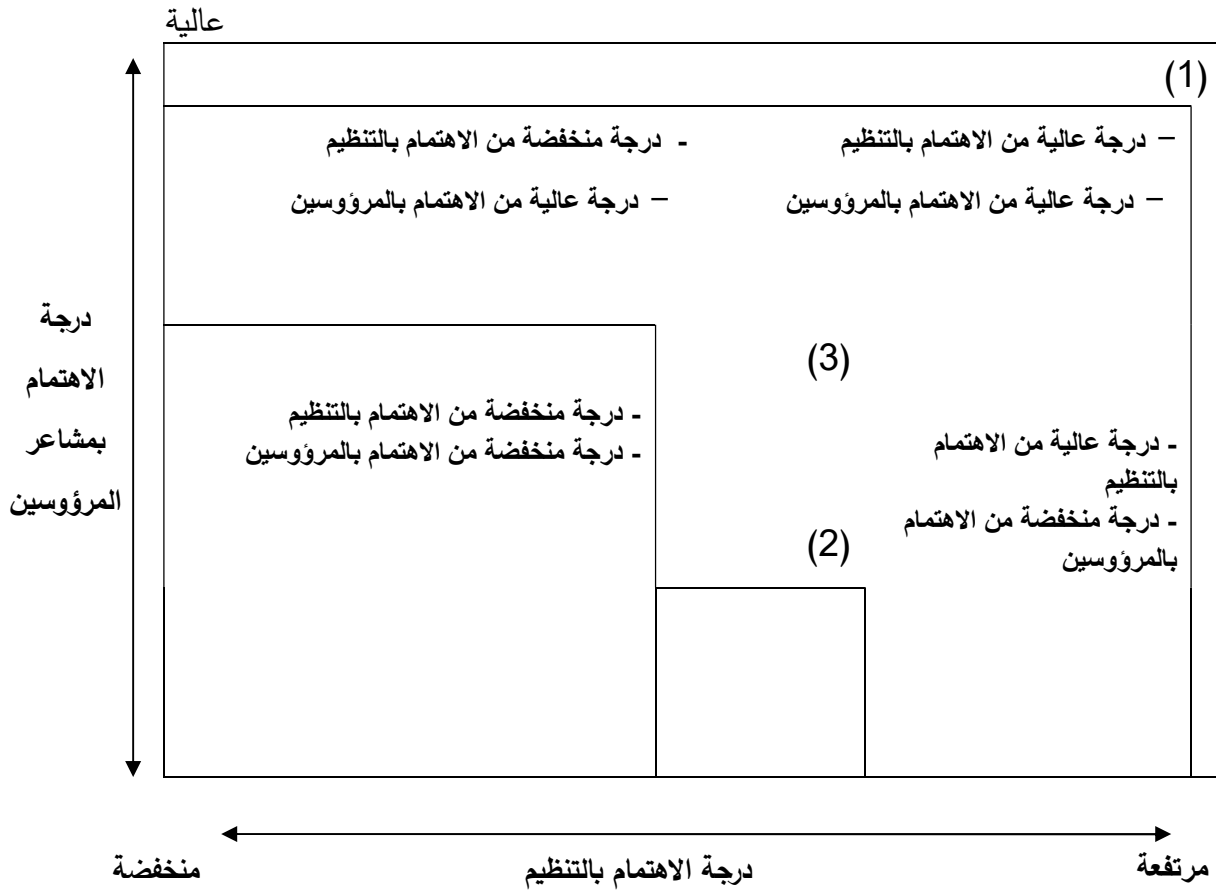 عالية
(1)
– درجة عالية من الاهتمام بالتنظيم
- درجة منخفضة من الاهتمام بالتنظيم
– درجة عالية من الاهتمام بالمرؤوسين
– درجة عالية من الاهتمام بالمرؤوسين
درجة
الاهتمام
بمشاعر
المرؤوسين
(3)
- درجة منخفضة من الاهتمام بالتنظيم
- درجة منخفضة من الاهتمام بالمرؤوسين
- درجة عالية من الاهتمام
بالتنظيم
- درجة منخفضة من الاهتمام
بالمرؤوسين
(2)
مرتفعة
درجة الاهتمام بالتنظيم
منخفضة